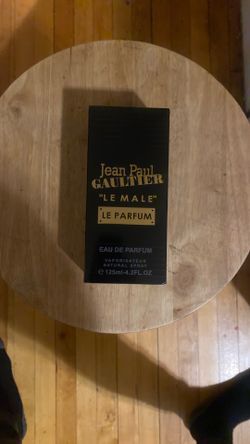 Jean Paul
GAULTIER
"LE MALE"
LE PARFUM
EAU DE PARFUM
VAPORISATEUR
NATURAL SPRAY
℮ 125ml-4.2FL.OZ